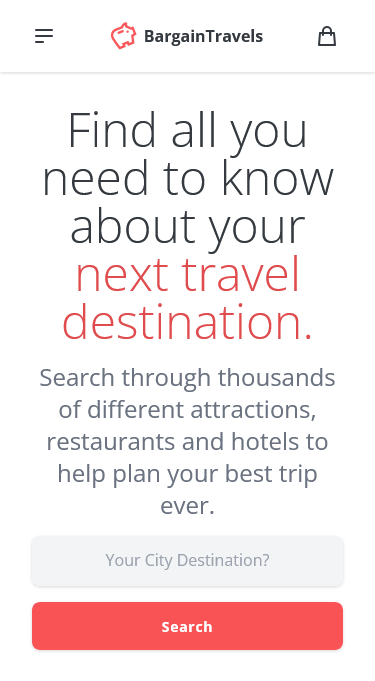 BargainTravels
Find all you
need to know
about your
next travel
destination.
Search through thousands
of different attractions,
restaurants and hotels to
help plan your best trip
ever.
Your City Destination?
Search